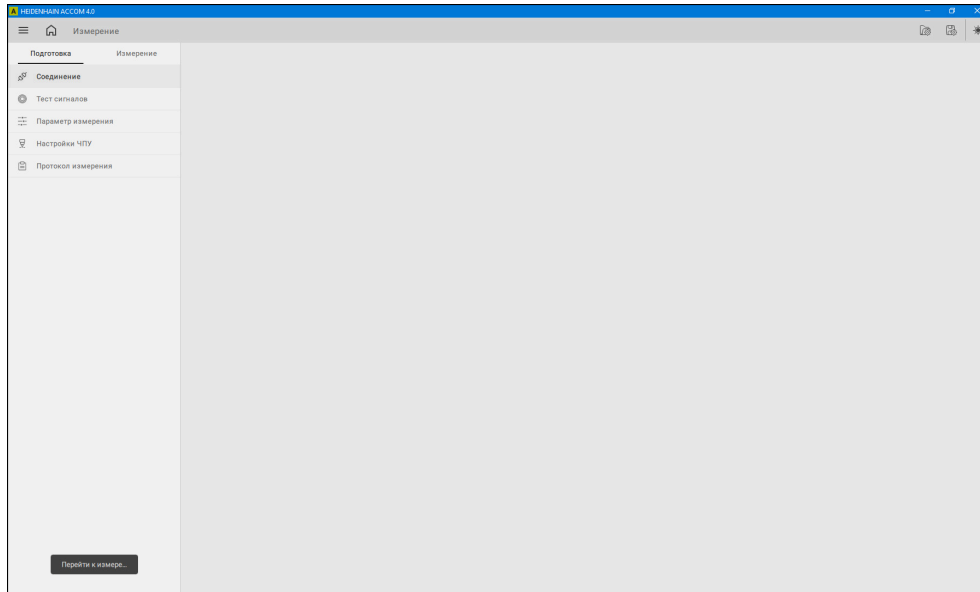 HEIDENHAIN ACCOM 4.0
Измерение
Подготовка Измерение
Соединение
Тест сигналов
Параметр измерения
Настройки ЧПУ
Протокол измерения
Перейти к измере...